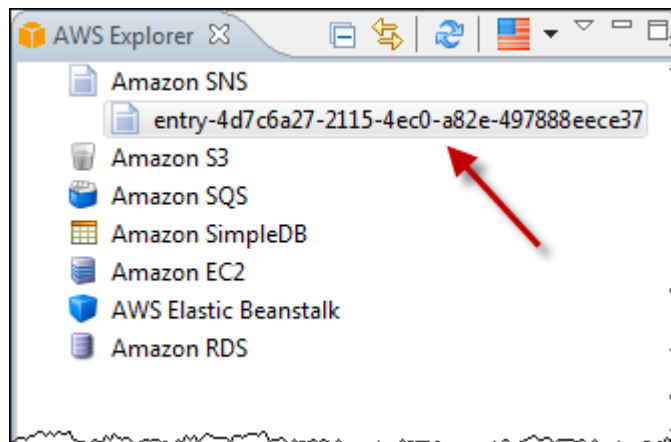 AWS Explorer
Amazon SNS
entry-4d7c6a27-2115-4ec0-a82e-497888eece37
Amazon S3
Amazon SQS
Amazon SimpleDB
Amazon EC2
AWS Elastic Beanstalk
Amazon RDS